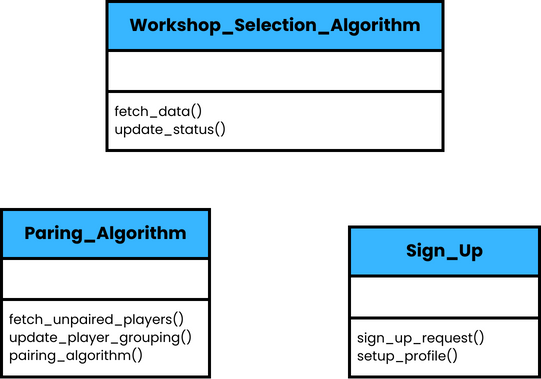 Workshop_Selection_Algorithm
fetch_data()
update_status()
Paring_Algorithm
fetch_unpaired_players()
update_player_grouping()
pairing_algorithm()
Sign_Up
sign_up_request()
setup_profile()